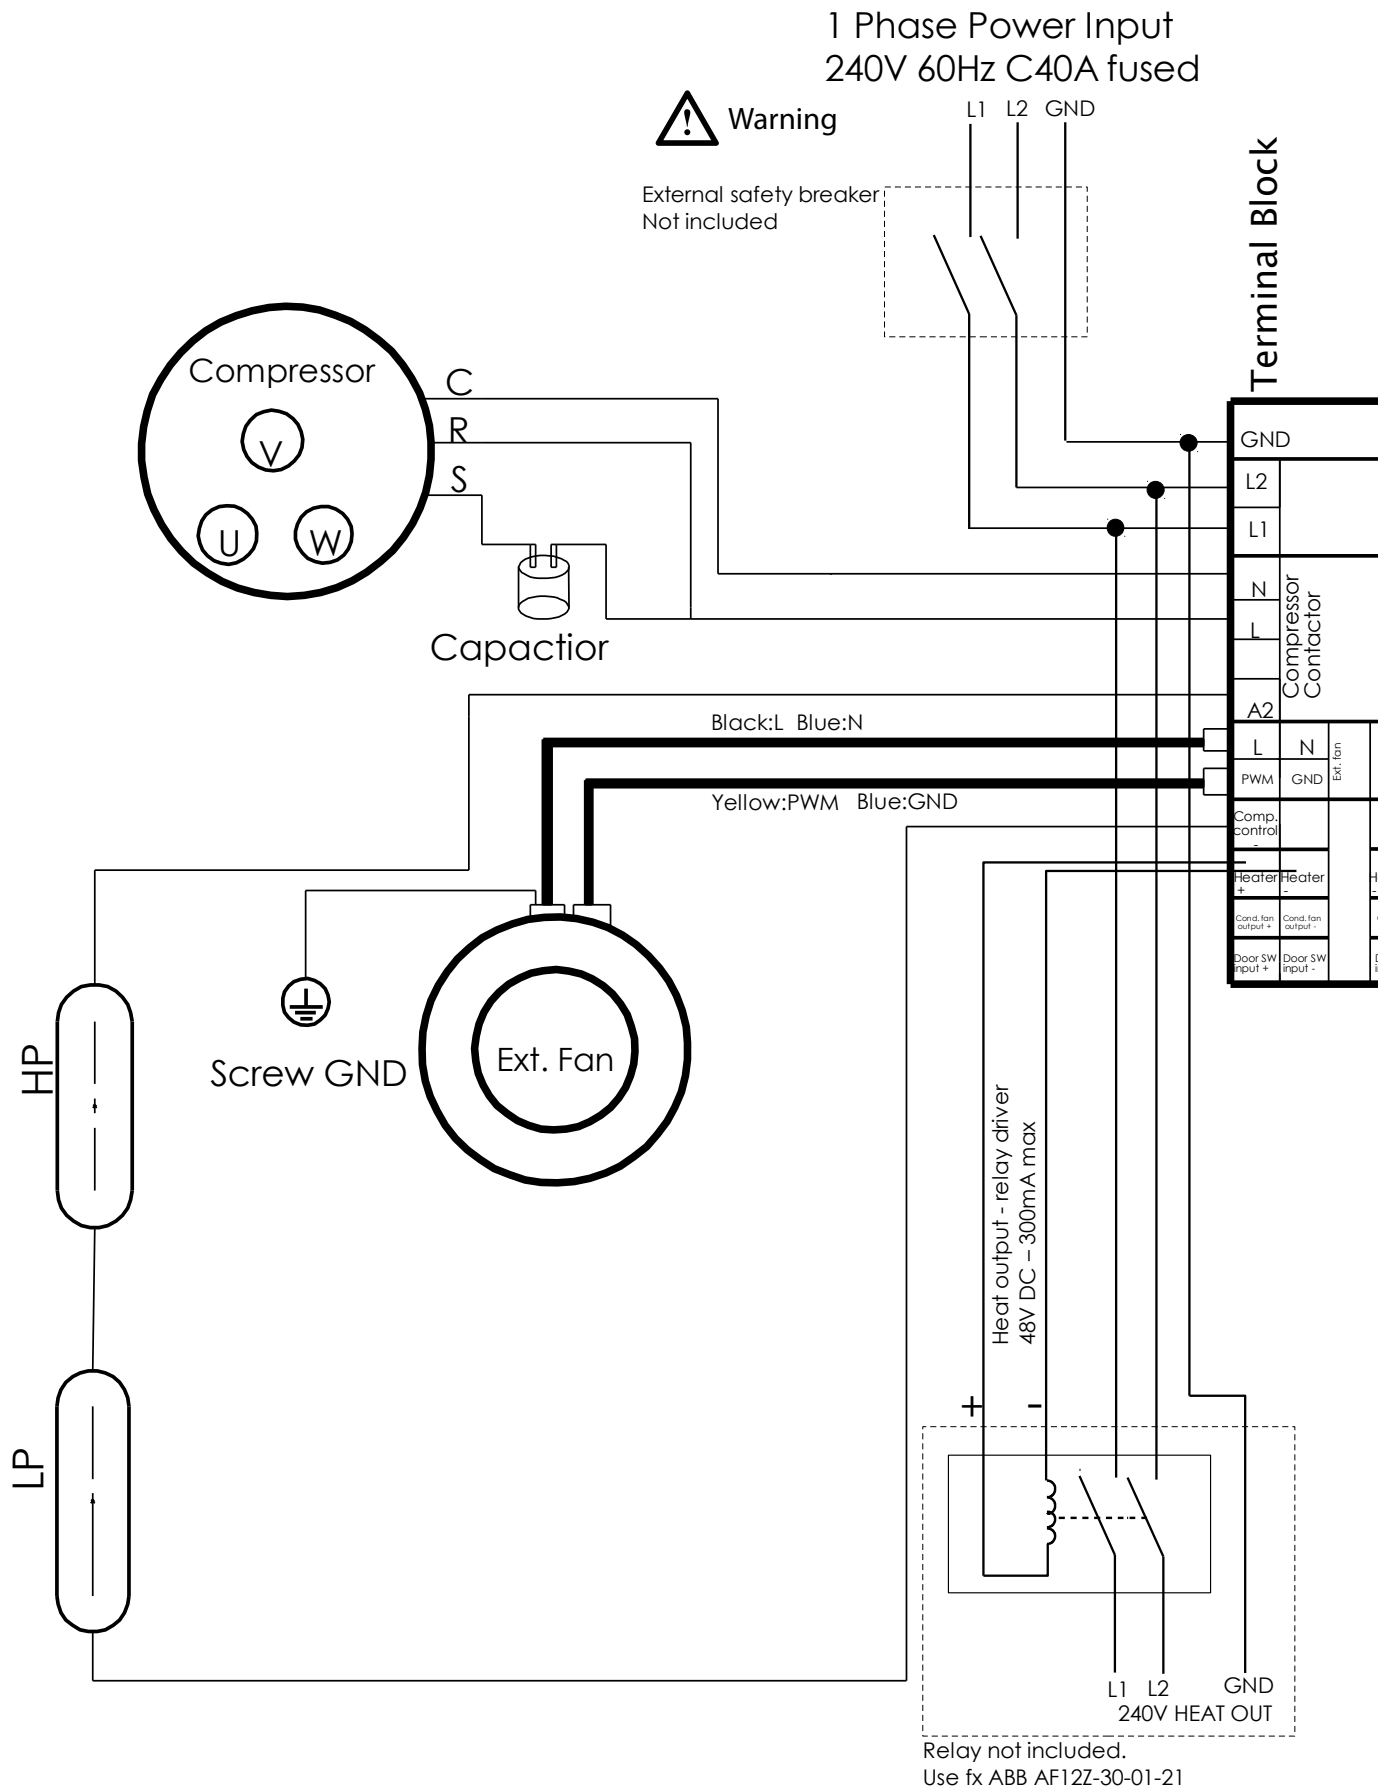 1 Phase Power Input
240V 60Hz C40A fused
L1 L2 GND
Warning
External safety breaker
Not included
Terminal Block
Compressor
V
U W
C
R
S
Capactior
GND
L2
L1
N
L
A2
Compressor
Contactor
Black:L Blue:N
Yellow:PWM Blue:GND
L N
PWM GND
Ext. fan
Comp.
control
-
Heater
+
Heater
-
Cond. fan
output +
Cond. fan
output -
Door SW
input +
Door SW
input -
HP
Screw GND
Ext. Fan
LP
Heat output - relay driver
48V DC – 300mA max
+ -
L1 L2 GND
240V HEAT OUT
Relay not included.
Use fx ABB AF12Z-30-01-21